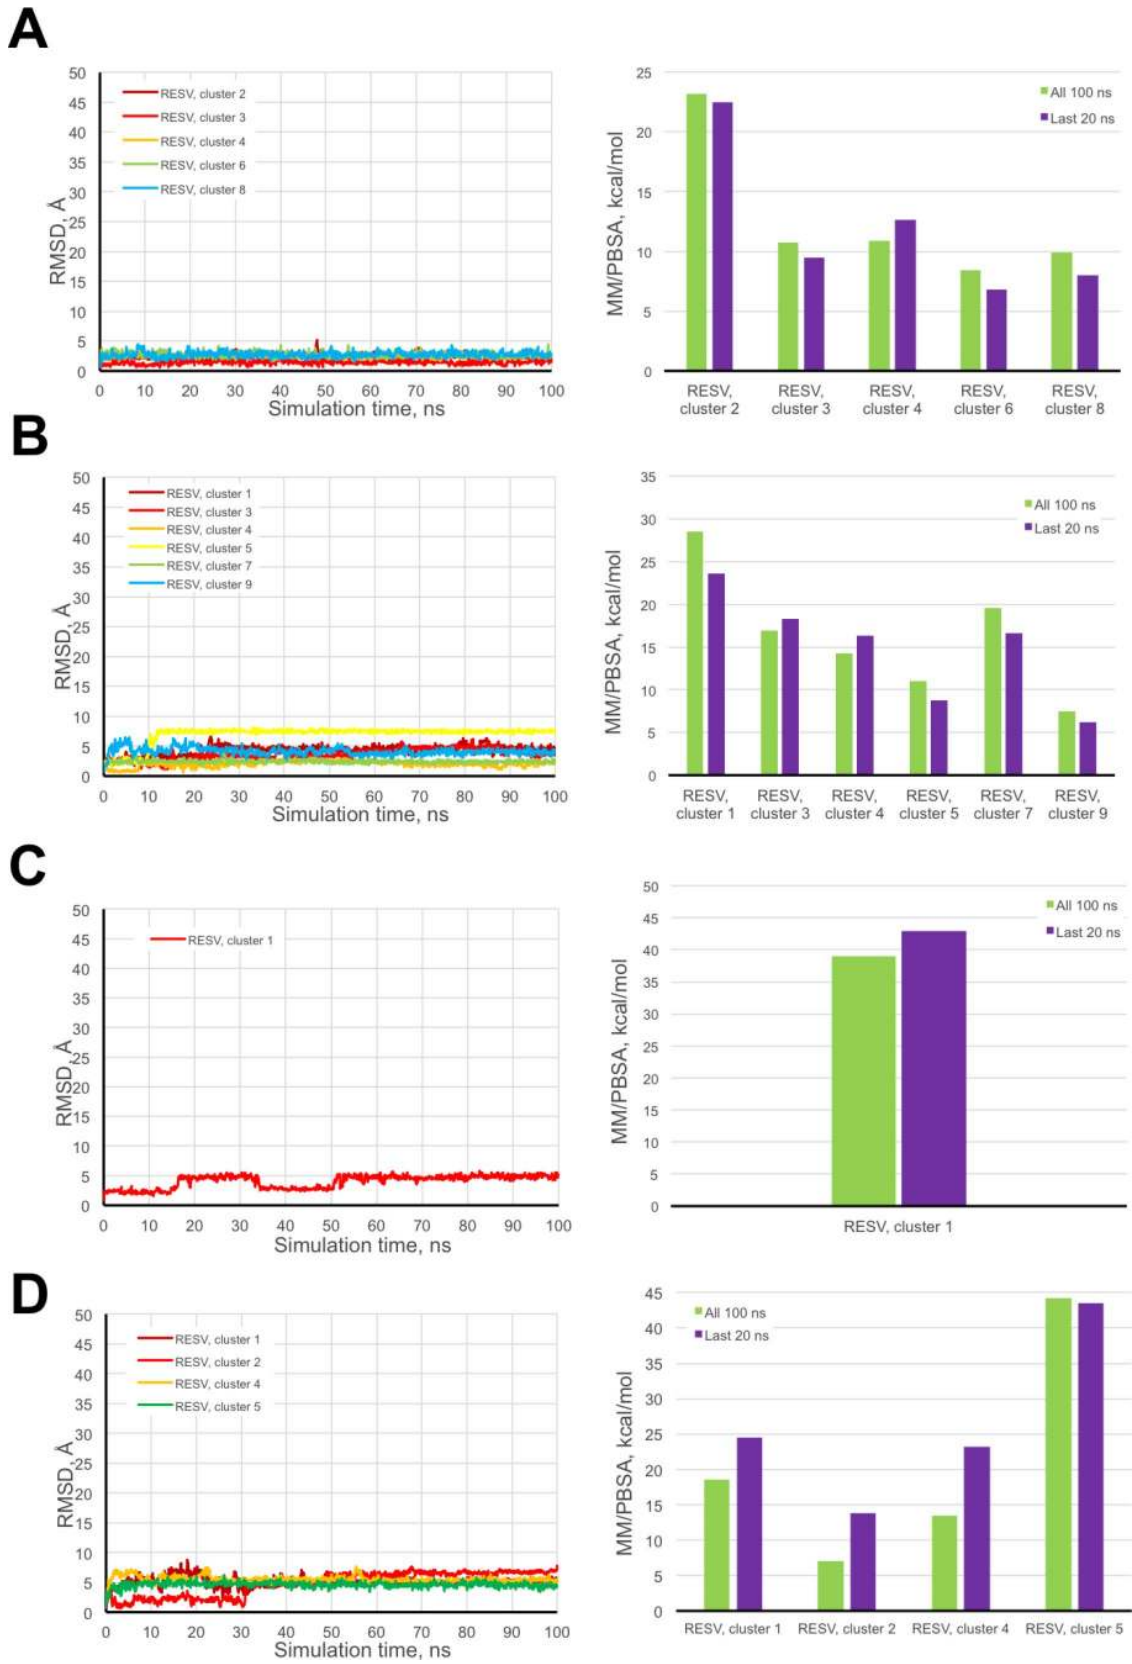 A
RMSD, Å
50
45
40
35
30
25
20
15
10
5
0
RESV, cluster 2
RESV, cluster 3
RESV, cluster 4
RESV, cluster 6
RESV, cluster 8
0 10 20 30 40 50 60 70 80 90 100
Simulation time, ns
MM/PBSA, kcal/mol
25
20
15
10
5
0
All 100 ns
Last 20 ns
RESV, RESV, RESV, RESV, RESV,
cluster 2 cluster 3 cluster 4 cluster 6 cluster 8
B
RMSD, Å
50
45
40
35
30
25
20
15
10
5
0
RESV, cluster 1
RESV, cluster 3
RESV, cluster 4
RESV, cluster 5
RESV, cluster 7
RESV, cluster 9
0 10 20 30 40 50 60 70 80 90 100
Simulation time, ns
MM/PBSA, kcal/mol
35
30
25
20
15
10
5
0
All 100 ns
Last 20 ns
RESV, RESV, RESV, RESV, RESV, RESV,
cluster 1 cluster 3 cluster 4 cluster 5 cluster 7 cluster 9
C
RMSD, Å
50
45
40
35
30
25
20
15
10
5
0
RESV, cluster 1
0 10 20 30 40 50 60 70 80 90 100
Simulation time, ns
MM/PBSA, kcal/mol
50
45
40
35
30
25
20
15
10
5
0
All 100 ns
Last 20 ns
RESV, cluster 1
D
RMSD, Å
50
45
40
35
30
25
20
15
10
5
0
RESV, cluster 1
RESV, cluster 2
RESV, cluster 4
RESV, cluster 5
0 10 20 30 40 50 60 70 80 90 100
Simulation time, ns
MM/PBSA, kcal/mol
45
40
35
30
25
20
15
10
5
0
All 100 ns
Last 20 ns
RESV, cluster 1 RESV, cluster 2 RESV, cluster 4 RESV, cluster 5